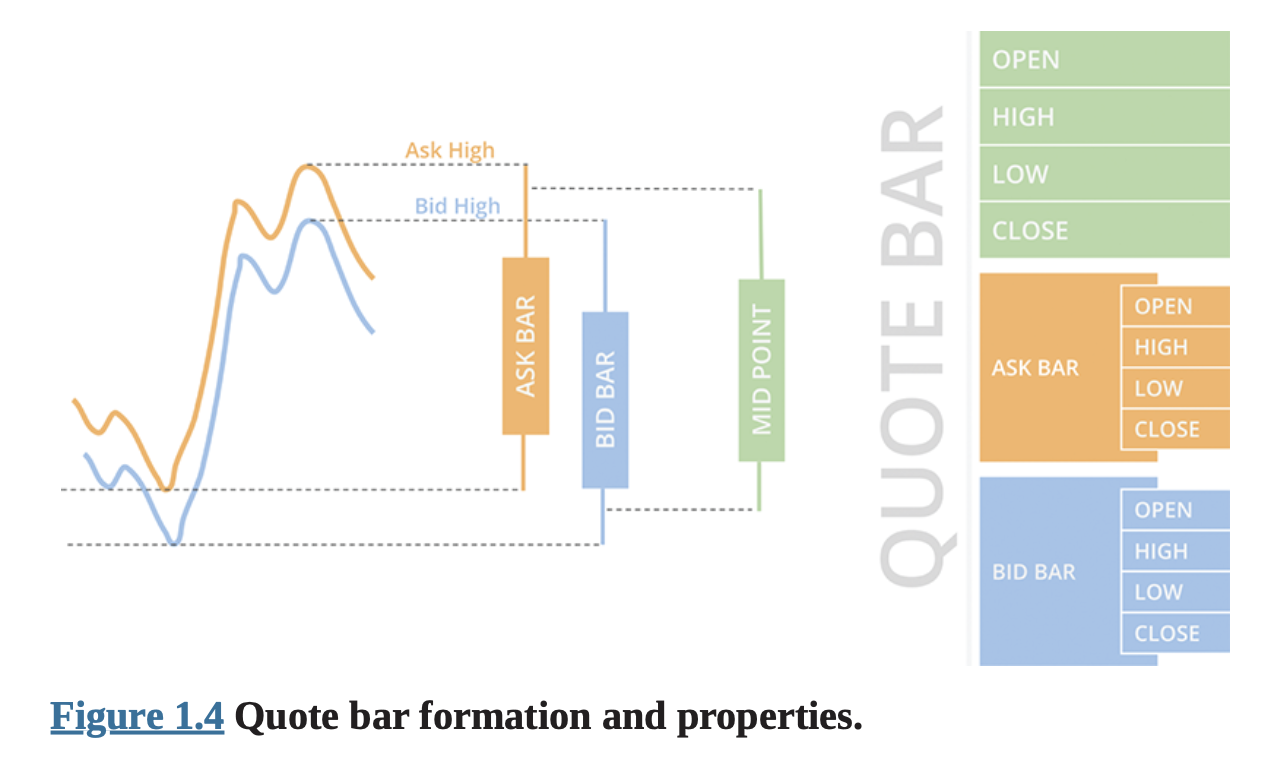 Ask High
Bid High
ASK BAR
BID BAR
MID POINT
QUOTE BAR
OPEN
HIGH
LOW
CLOSE
ASK BAR
OPEN
HIGH
LOW
CLOSE
BID BAR
OPEN
HIGH
LOW
CLOSE
Figure 1.4 Quote bar formation and properties.